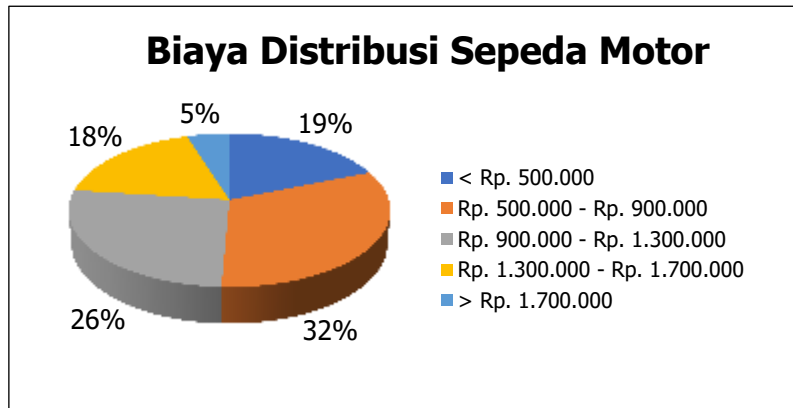 Biaya Distribusi Sepeda Motor
5%
19%
18%
26%
32%
< Rp. 500.000
Rp. 500.000 - Rp. 900.000
Rp. 900.000 - Rp. 1.300.000
Rp. 1.300.000 - Rp. 1.700.000
> Rp. 1.700.000